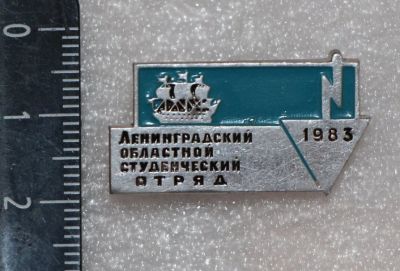 0
1
2
1983
Ленинградский
областной
студенческий
отряд